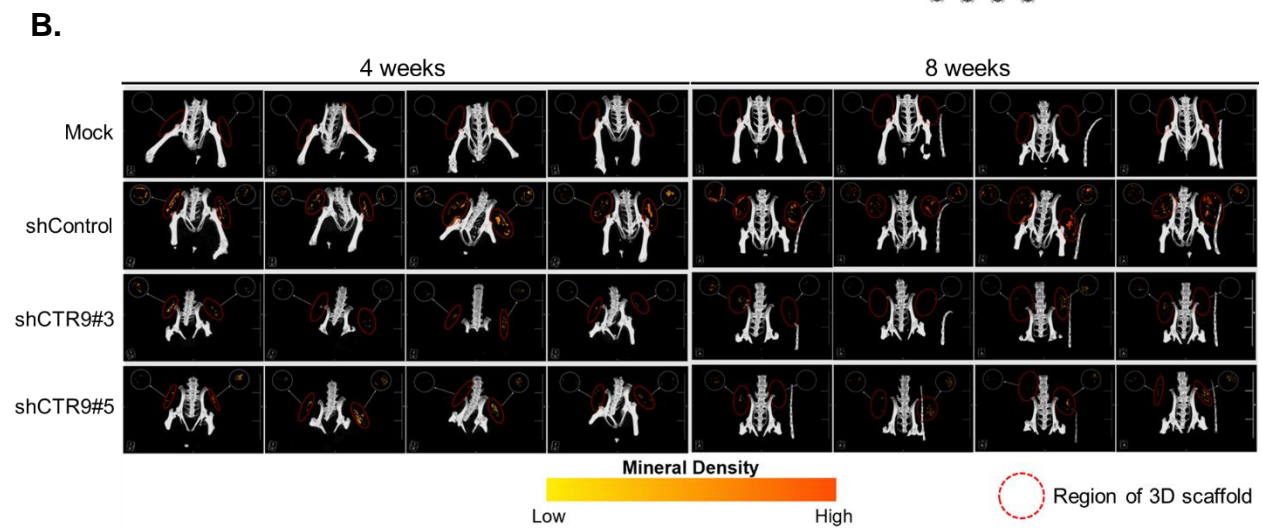 B.
4 weeks
8 weeks
Mock
shControl
shCTR9#3
shCTR9#5
Mineral Density
Low
High
Region of 3D scaffold